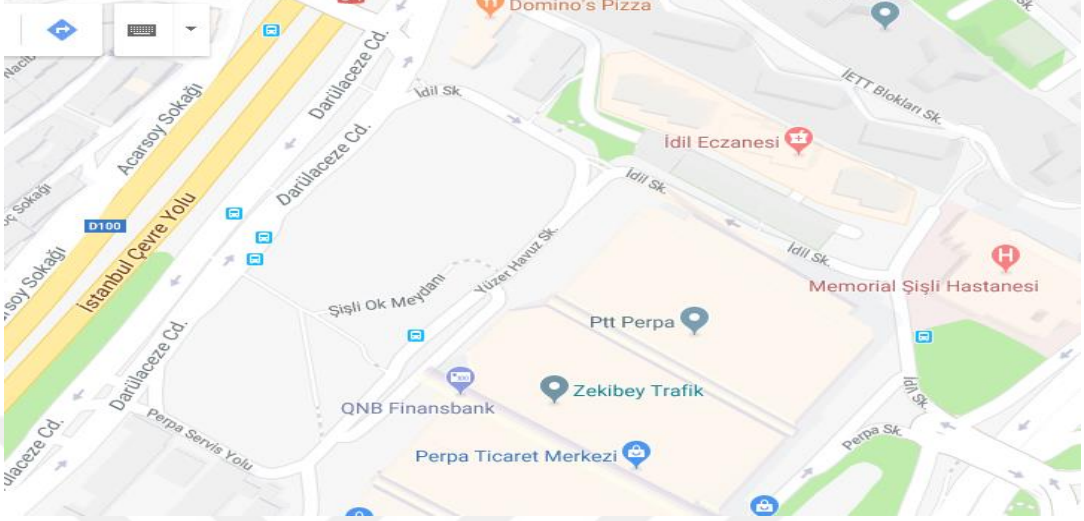 Domino's Pizza
Darülaceze Cd.
İdil Sk.
İETT Blokları Sk.
Acarsoy Sokağı
Darülaceze Cd.
İdil Eczanesi
İdil Sk.
D100
İstanbul Çevre Yolu
Yüzer Havuz Sk.
İdil Sk.
H
Memorial Şişli Hastanesi
Şişli Ok Meydanı
Ptt Perpa
Darülaceze Cd.
Zekibey Trafik
QNB Finansbank
İdil Sk.
Perpa Servis Yolu
Perpa Sk.
Perpa Ticaret Merkezi